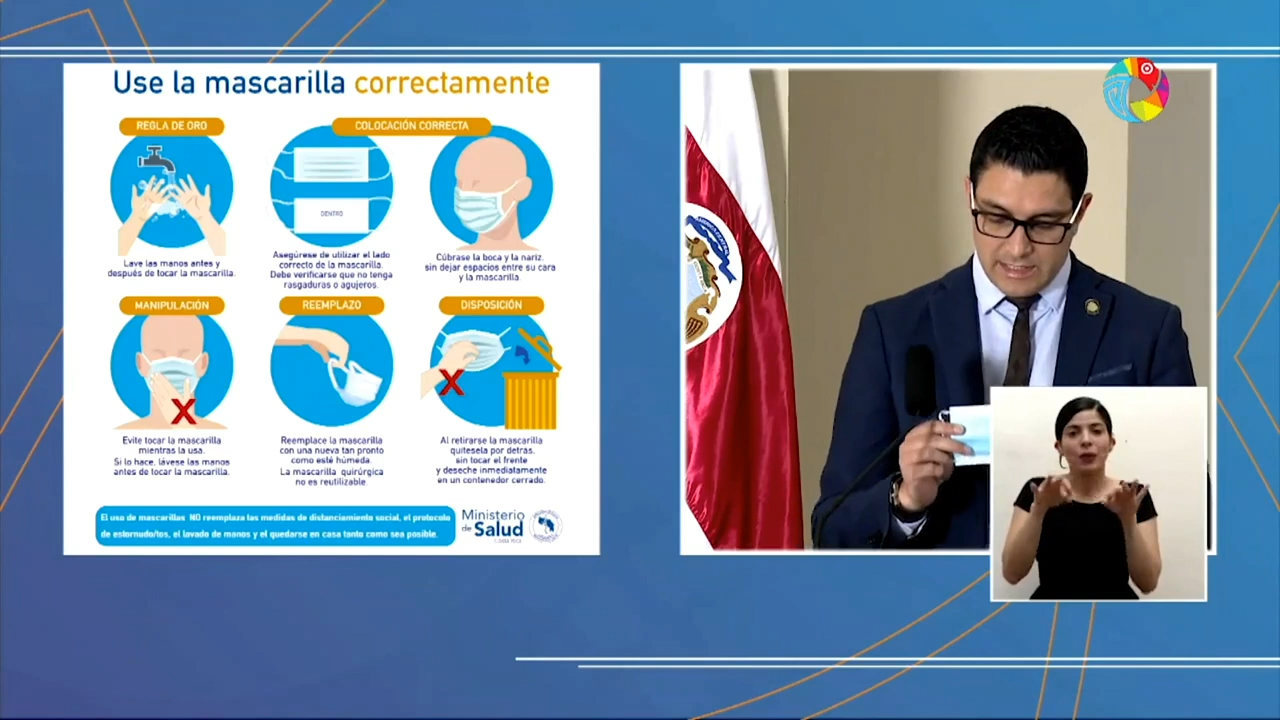 Use la mascarilla correctamente
REGLA DE ORO
Lave las manos antes y
después de tocar la mascarilla.
COLOCACIÓN CORRECTA
DENTRO
Asegúrese de utilizar el lado
correcto de la mascarilla.
Debe verificarse que no tenga
rasgaduras o agujeros.
Cúbrase la boca y la nariz,
sin dejar espacios entre su cara
y la mascarilla.
MANIPULACIÓN
Evite tocar la mascarilla
mientras la usa.
Si lo hace, lávese las manos
antes de tocar la mascarilla.
REEMPLAZO
Reemplace la mascarilla
con una nueva tan pronto
como esté húmeda.
La mascarilla quirúrgica
no es reutilizable.
DISPOSICIÓN
Al retirarse la mascarilla
quítesela por detras,
sin tocar el frente
y deseche inmediatamente
en un contenedor cerrado.
El uso de mascarillas NO reemplaza las medidas de distanciamiento social, el protocolo
de estornudo/tos, el lavado de manos y el quedarse en casa tanto como sea posible.
Ministerio
de Salud